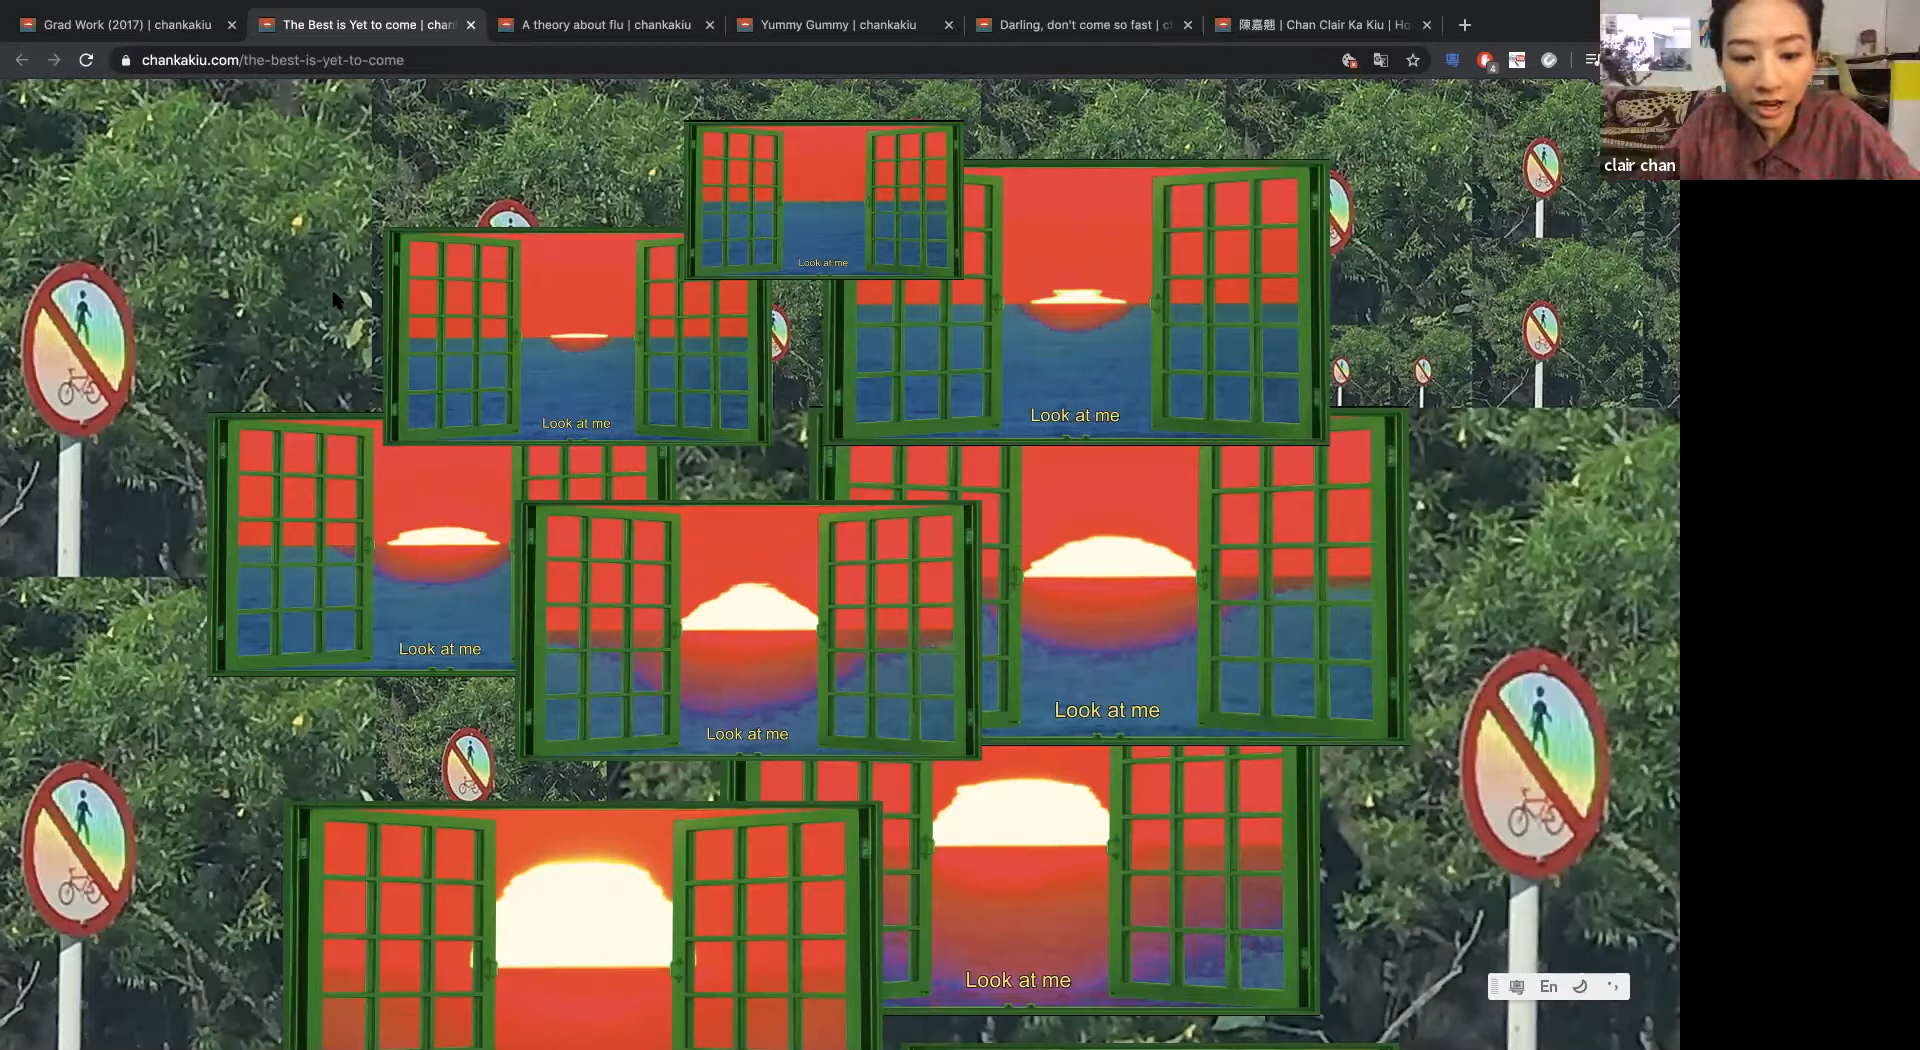 Grad Work (2017) | chankakiu
The Best is Yet to come | chan
A theory about flu | chankakiu
Yummy Gummy | chankakiu
Darling, don't come so fast | c
陳嘉翹 | Chan Clair Ka Kiu | Ho
chankakiu.com/the-best-is-yet-to-come
4
clair chan
Look at me
Look at me
Look at me
Look at me
Look at me
Look at me
Look at me
粵 En